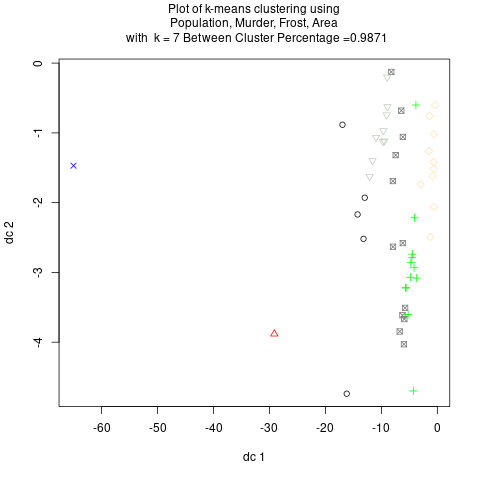 Plot of k-means clustering using
Population, Murder, Frost, Area
with  k = 7 Between Cluster Percentage =0.9871
0
-1
-2
-3
-4
dc 2
-60
-50
-40
-30
-20
-10
0
dc 1